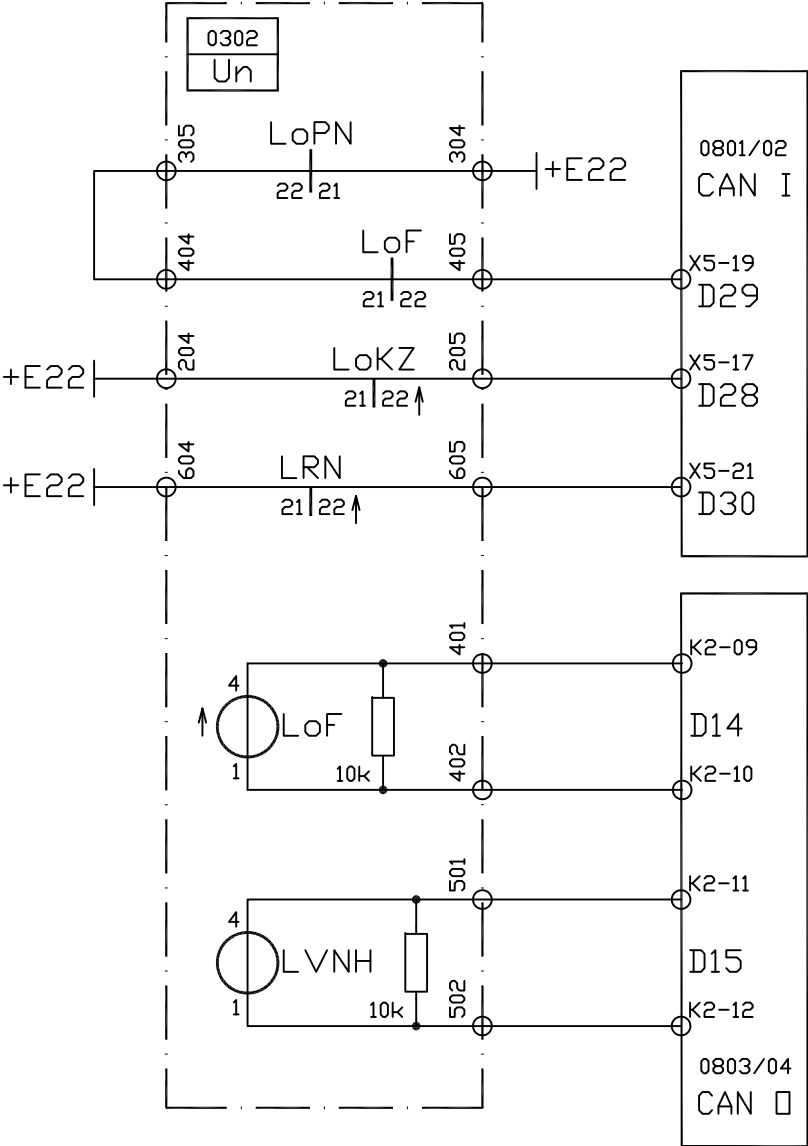 0302
Un
305
LoPN
22 21
304
+E22
0801/02
CAN I
404
LoF
21 22
405
X5-19
D29
+E22
204
LoKZ
21 22
205
X5-17
D28
+E22
604
LRN
21 22
605
X5-21
D30
401
K2-09
4
LoF
1
10k
402
D14
K2-10
501
K2-11
4
LVNH
1
10k
502
D15
K2-12
0803/04
CAN O